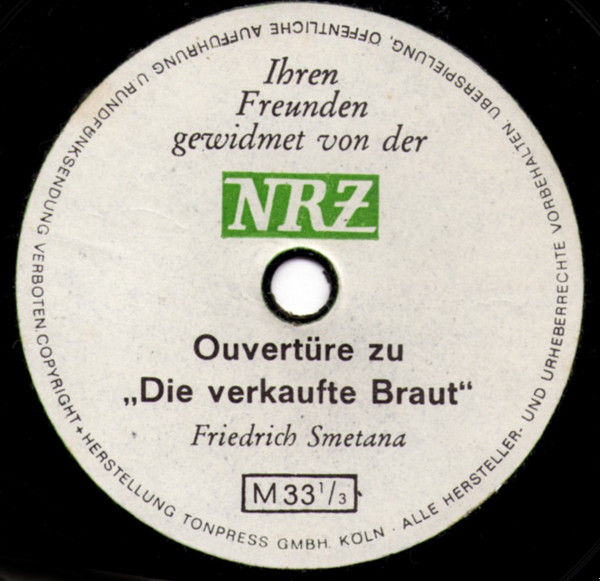 Ihren
Freunden
gewidmet von der
NRZ
Ouvertüre zu
„Die verkaufte Braut“
Friedrich Smetana
M 33 1/3
COPYRIGHT + HERSTELLUNG TONPRESS GMBH. KÖLN · ALLE HERSTELLER- UND URHEBERRECHTE VORBEHALTEN. ÜBERSPIELUNG, ÖFFENTLICHE AUFFÜHRUNG U. RUNDFUNKSENDUNG VERBOTEN.